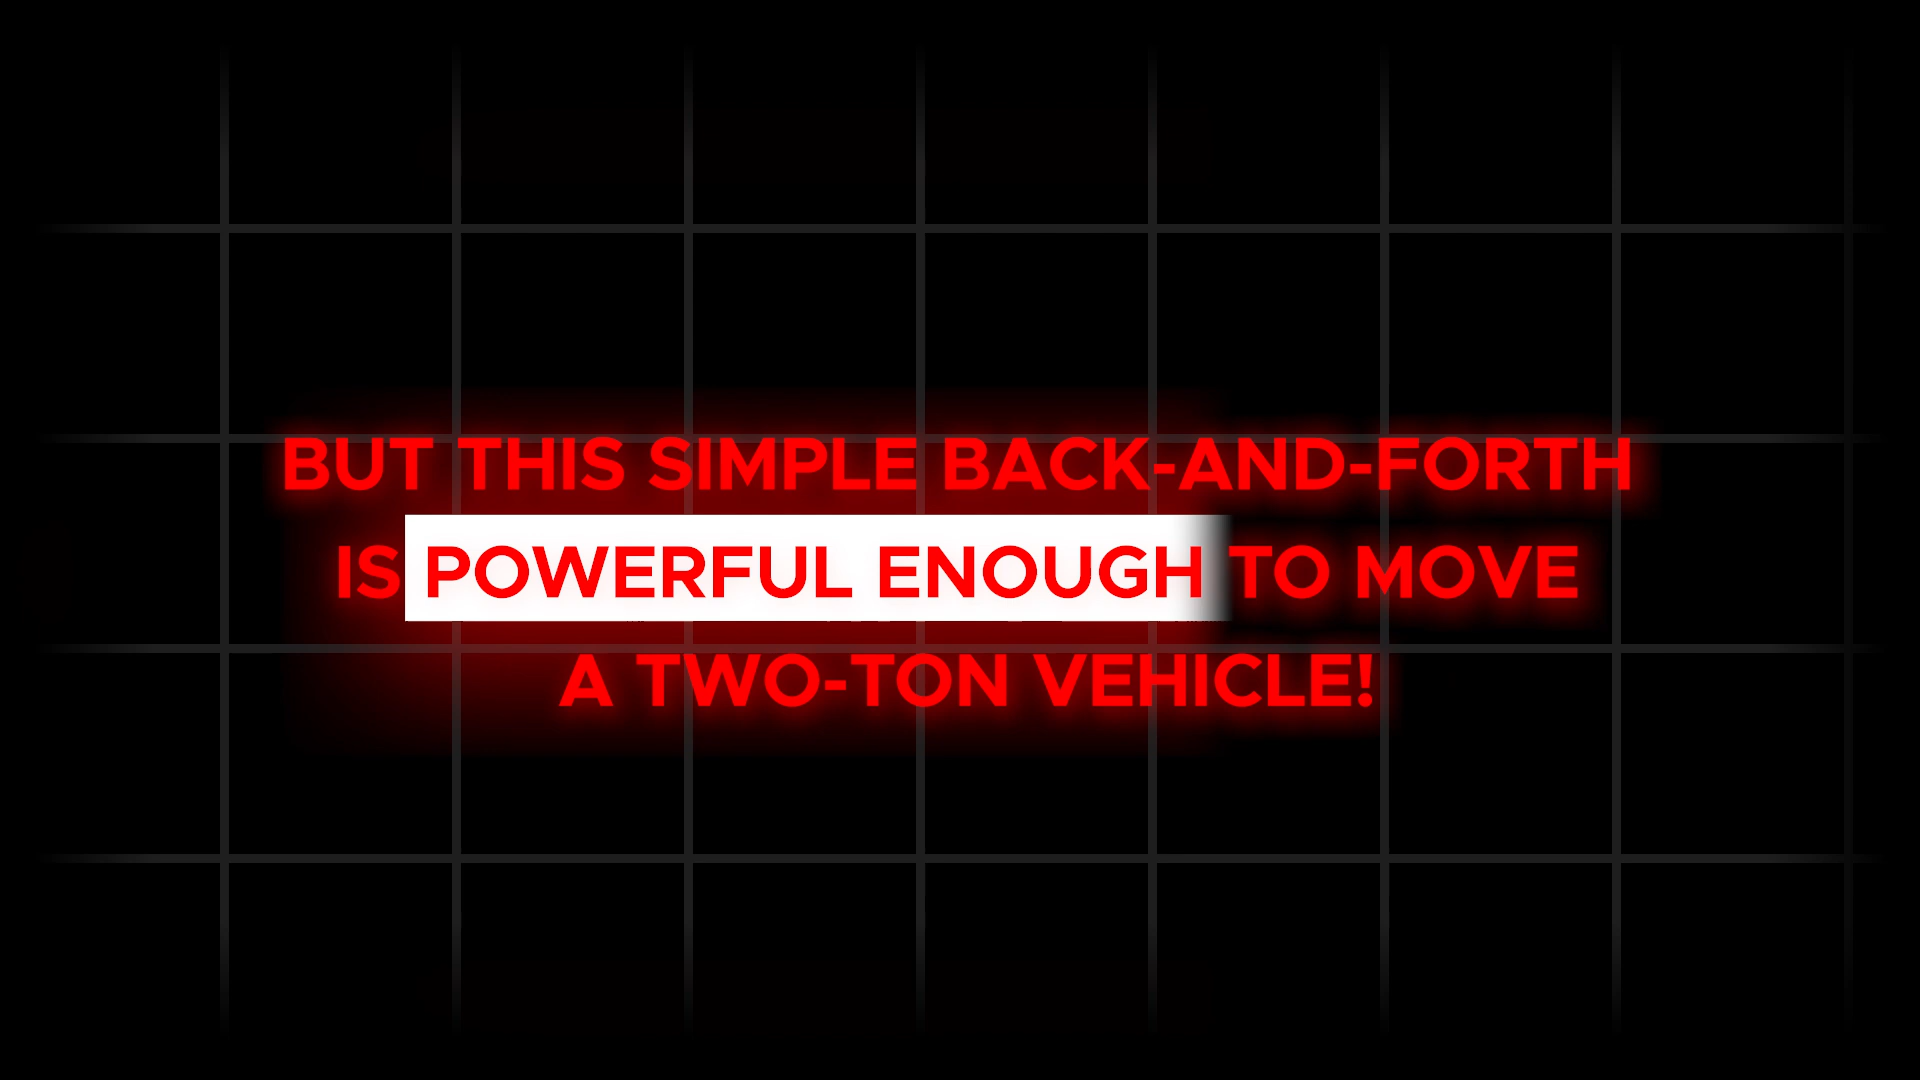 BUT THIS SIMPLE BACK-AND-FORTH
IS POWERFUL ENOUGH TO MOVE
A TWO-TON VEHICLE!